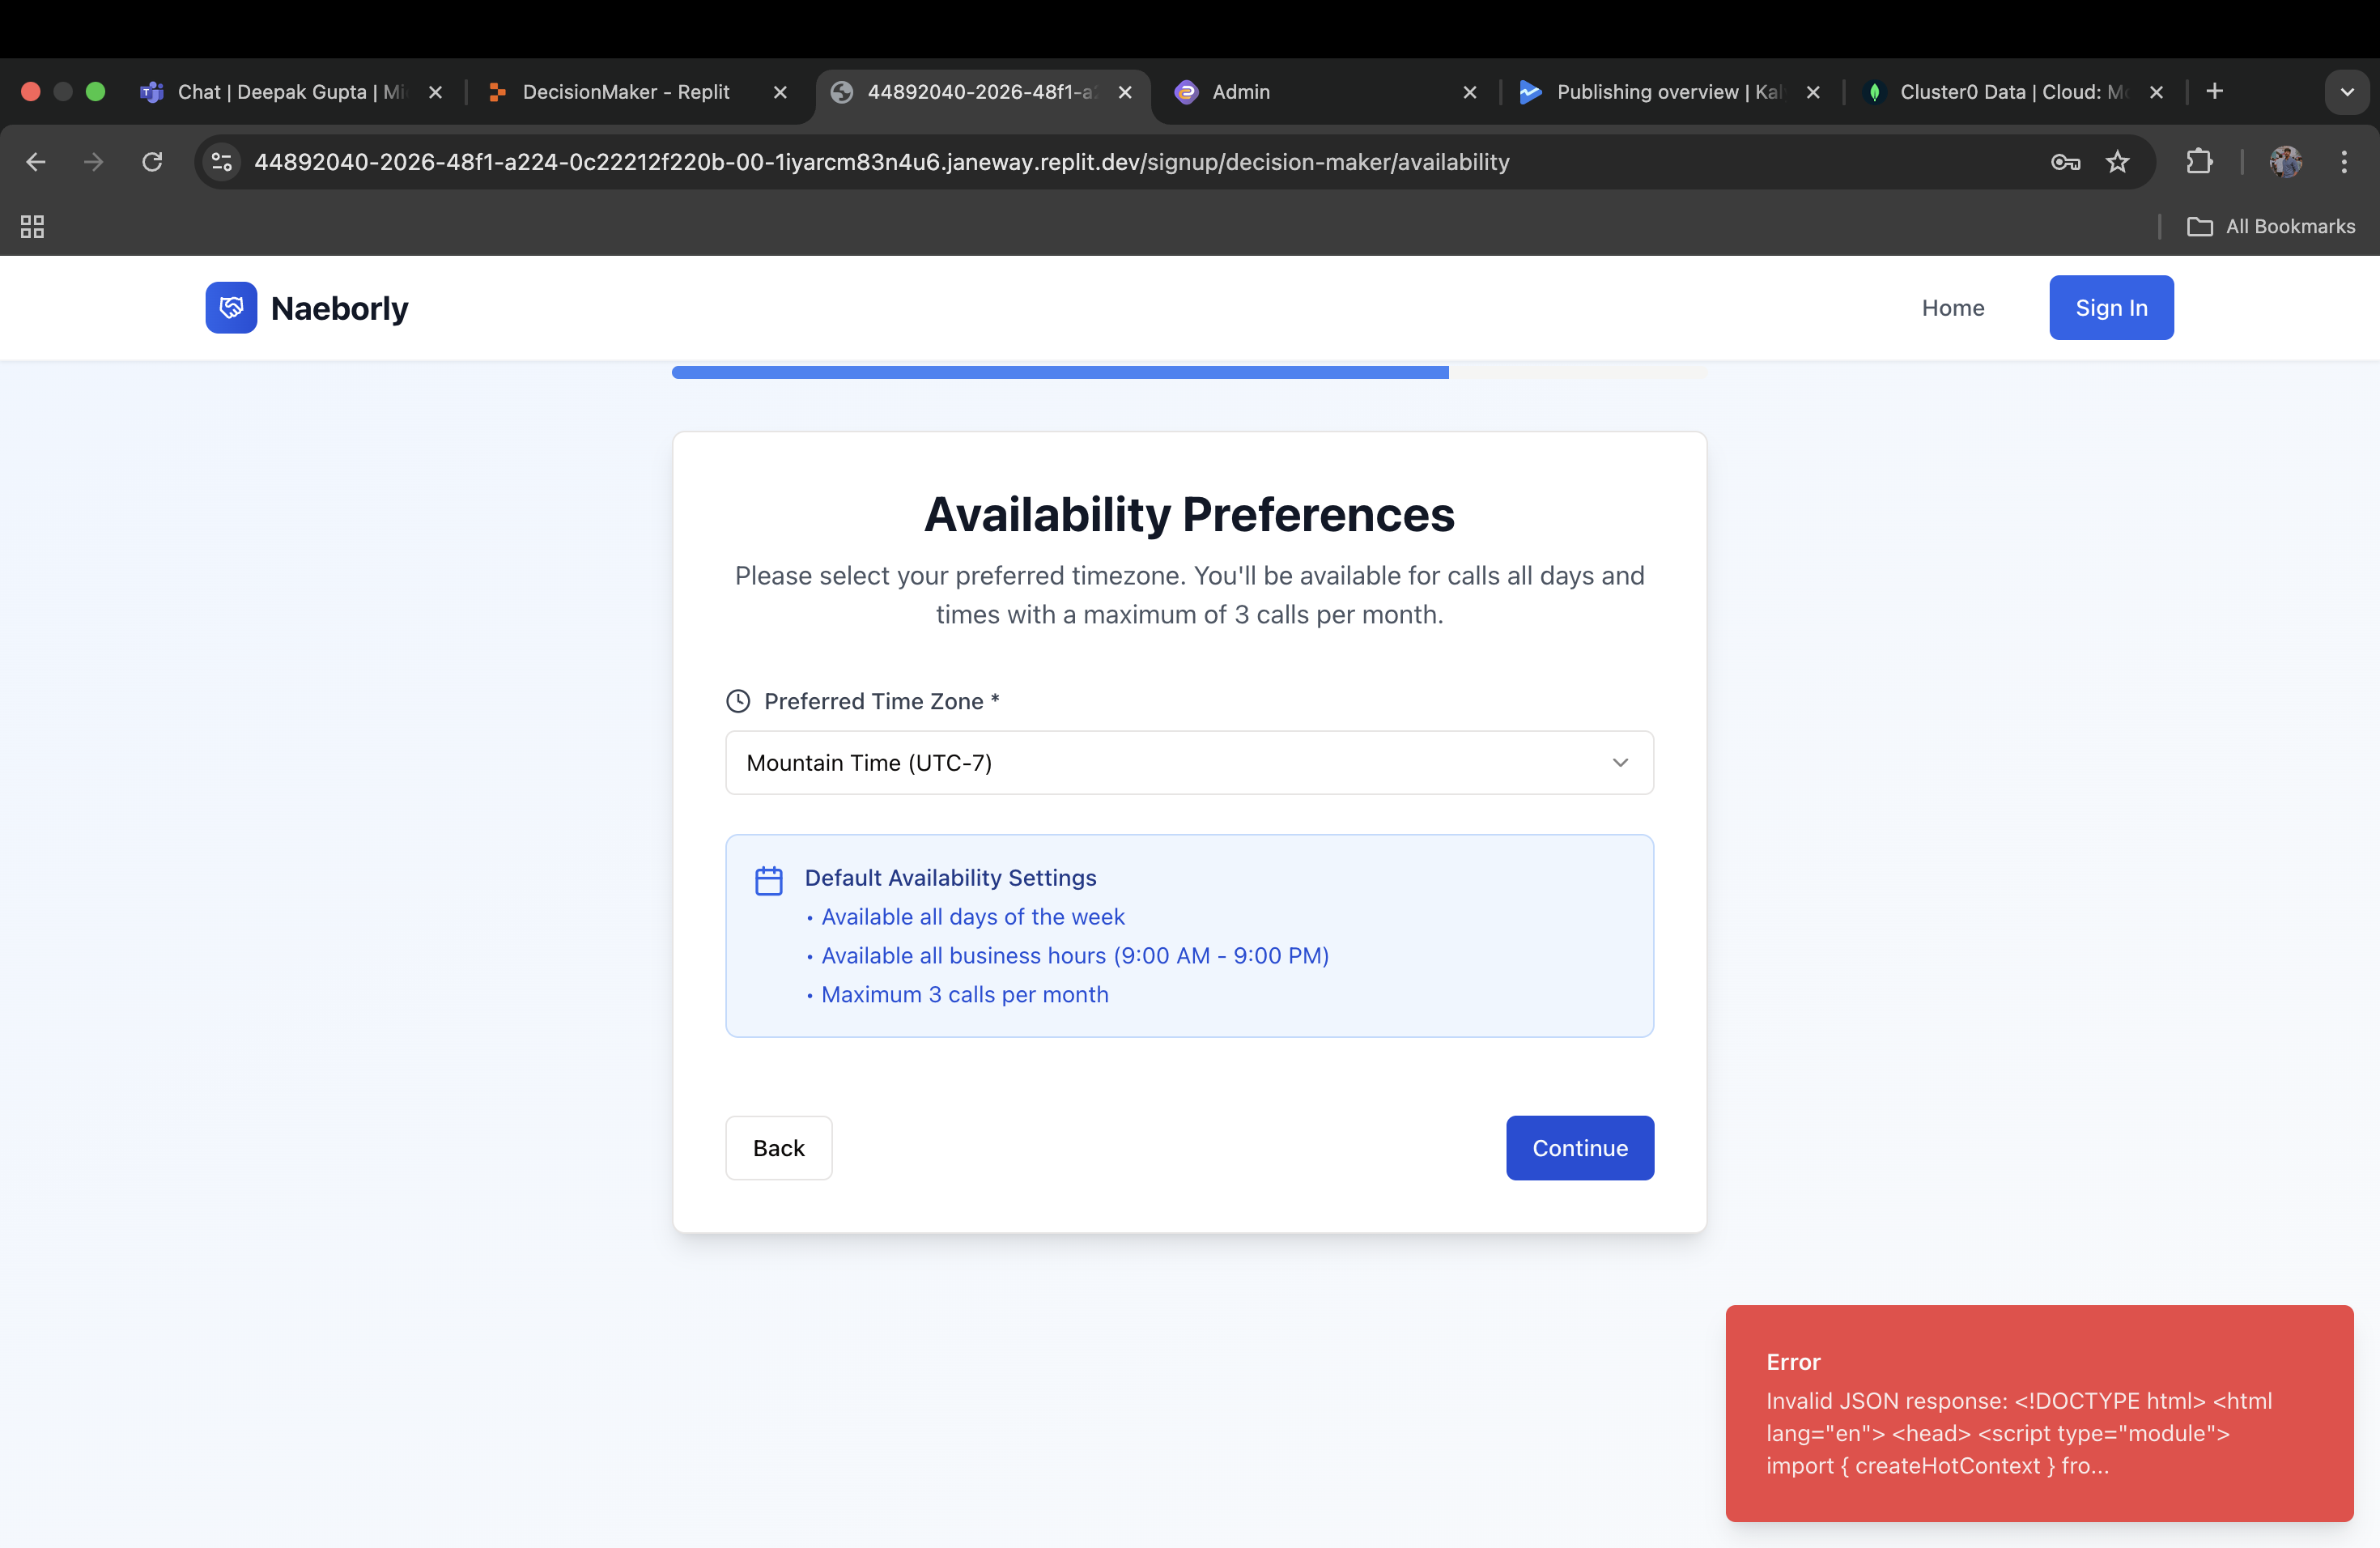 Chat | Deepak Gupta | Mi
DecisionMaker - Replit
44892040-2026-48f1-a2
Admin
Publishing overview | Kal
Cluster0 Data | Cloud: Mo
44892040-2026-48f1-a224-0c22212f220b-00-1iyarcm83n4u6.janeway.replit.dev/signup/decision-maker/availability
All Bookmarks
Naeborly
Home
Sign In
Availability Preferences
Please select your preferred timezone. You'll be available for calls all days and
times with a maximum of 3 calls per month.
Preferred Time Zone *
Mountain Time (UTC-7)
Default Availability Settings
• Available all days of the week
• Available all business hours (9:00 AM - 9:00 PM)
• Maximum 3 calls per month
Back
Continue
Error
Invalid JSON response: <!DOCTYPE html> <html
lang="en"> <head> <script type="module">
import { createHotContext } fro...